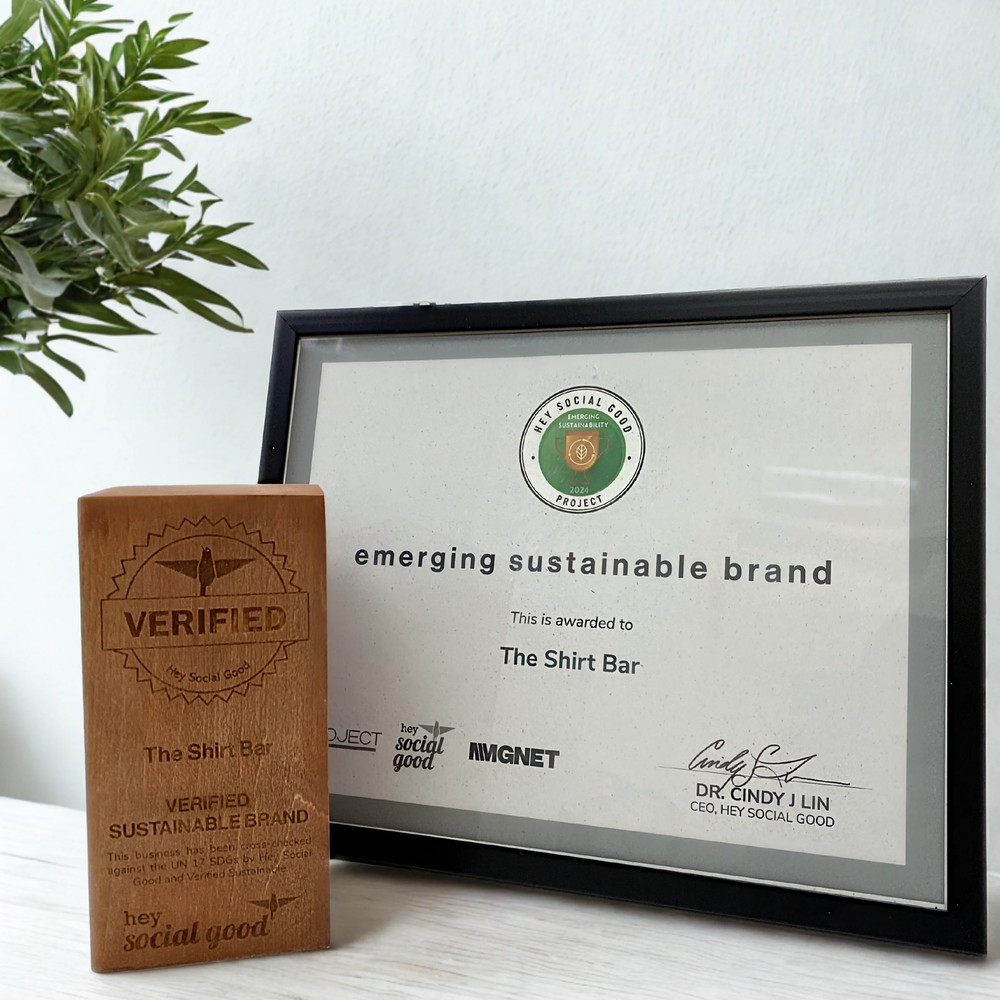 VERIFIED
Hey Social Good
The Shirt Bar
VERIFIED
SUSTAINABLE BRAND
This business has been cross-checked
against the UN 17 SDGs by Hey Social
Good and Verified Sustainable
hey
social good
HEY SOCIAL GOOD
EMERGING
SUSTAINABILITY
2024
PROJECT
emerging sustainable brand
This is awarded to
The Shirt Bar
hey
social
good
MGNET
Cindy
DR. CINDY J LIN
CEO, HEY SOCIAL GOOD